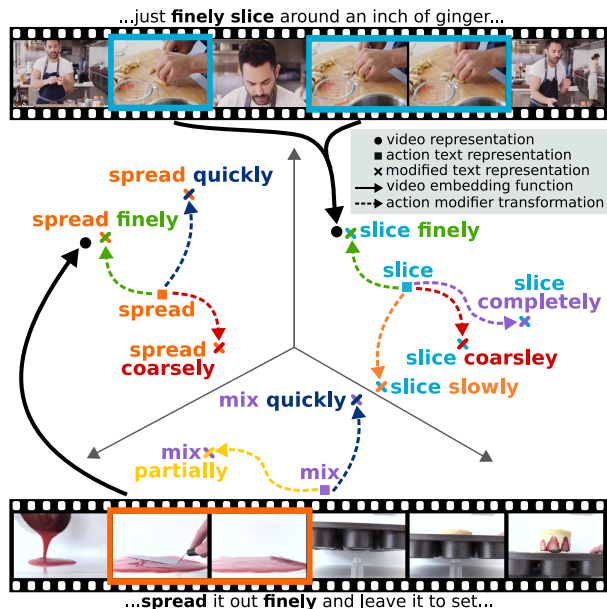 ...just finely slice around an inch of ginger...
video representation
action text representation
modified text representation
video embedding function
action modifier transformation
spread quickly
spread finely
spread
spread
coarsely
slice finely
slice
slice
completely
slice coarsley
slice slowly
mix quickly
mix
partially
mix
...spread it out finely and leave it to set...